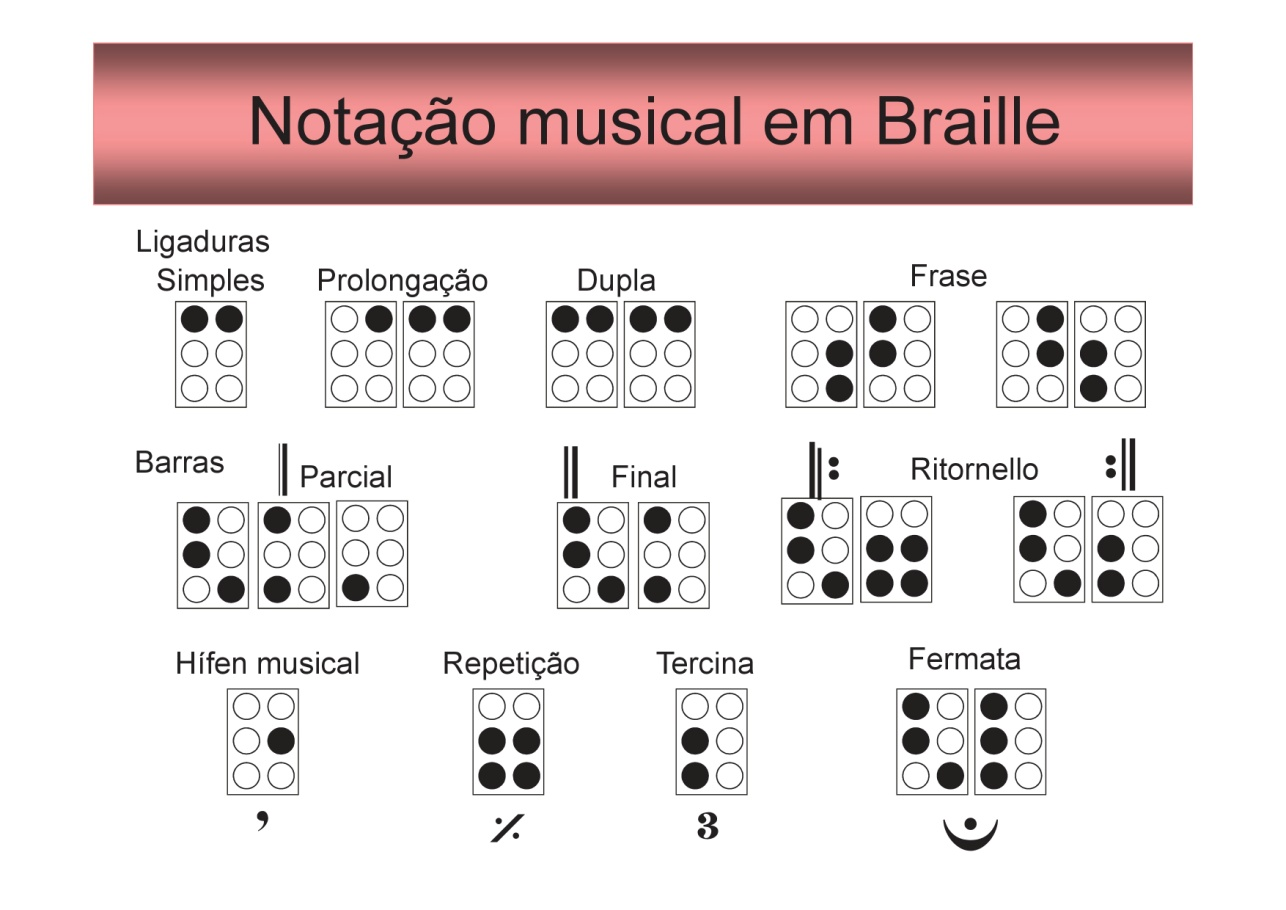 Notação musical em Braille
Ligaduras
Simples Prolongação Dupla Frase
Barras Parcial Final Ritornello
Hífen musical Repetição Tercina Fermata
, 3